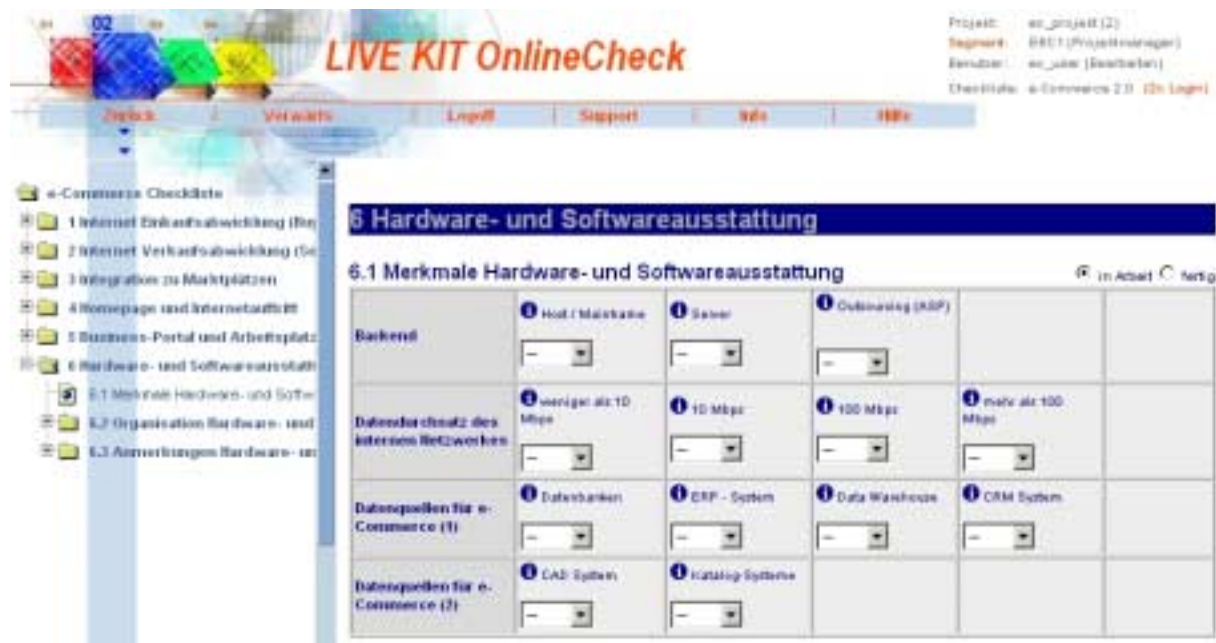 02
LIVE KIT OnlineCheck
Projekt: ec_projekt (2)
Segment: (Projektmanager)
Benutzer: ec_user (Bearbeiten)
Checkliste: e-Commerce 2.0 (Zu Login)
Zurück Vorwärts Logoff Support Info Hilfe
e-Commerce Checkliste
1 Internet Einkaufsabwicklung
2 Internet Verkaufsabwicklung
3 Integration zu Marktplätzen
4 Homepage und Internetauftritt
5 Business-Portal und Arbeitsplatz
6 Hardware- und Softwareausstatt
6.1 Merkmale Hardware- und Softw
6.2 Organisation Hardware- und
6.3 Anmerkungen Hardware- un
6 Hardware- und Softwareausstattung
6.1 Merkmale Hardware- und Softwareausstattung
in Arbeit fertig
Backend
Host / Mainframe
--
Server
--
Outsourcing (ASP)
--
Datendurchsatz des
internen Netzwerkes
weniger als 10
Mbps
--
10 Mbps
--
100 Mbps
--
mehr als 100
Mbps
--
Datenquellen für e-
Commerce (1)
Datenbanken
--
ERP - System
--
Data Warehouse
--
CRM System
--
Datenquellen für e-
Commerce (2)
CAD System
--
Katalog-Systeme
--